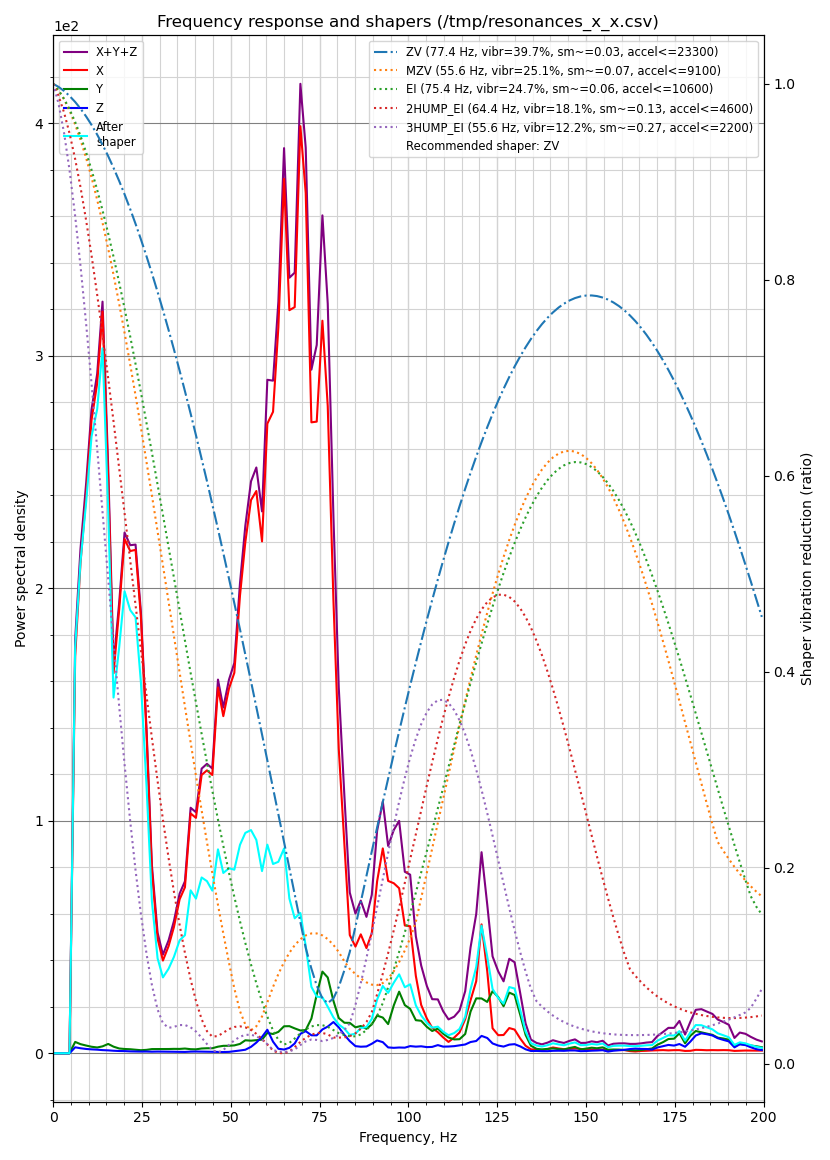 Frequency response and shapers (/tmp/resonances_x_x.csv)
1e2
X+Y+Z
X
Y
Z
After
shaper
ZV (77.4 Hz, vibr=39.7%, sm~=0.03, accel<=23300)
MZV (55.6 Hz, vibr=25.1%, sm~=0.07, accel<=9100)
EI (75.4 Hz, vibr=24.7%, sm~=0.06, accel<=10600)
2HUMP_EI (64.4 Hz, vibr=18.1%, sm~=0.13, accel<=4600)
3HUMP_EI (55.6 Hz, vibr=12.2%, sm~=0.27, accel<=2200)
Recommended shaper: ZV
4
3
2
1
0
Power spectral density
1.0
0.8
0.6
0.4
0.2
0.0
Shaper vibration reduction (ratio)
0 25 50 75 100 125 150 175 200
Frequency, Hz